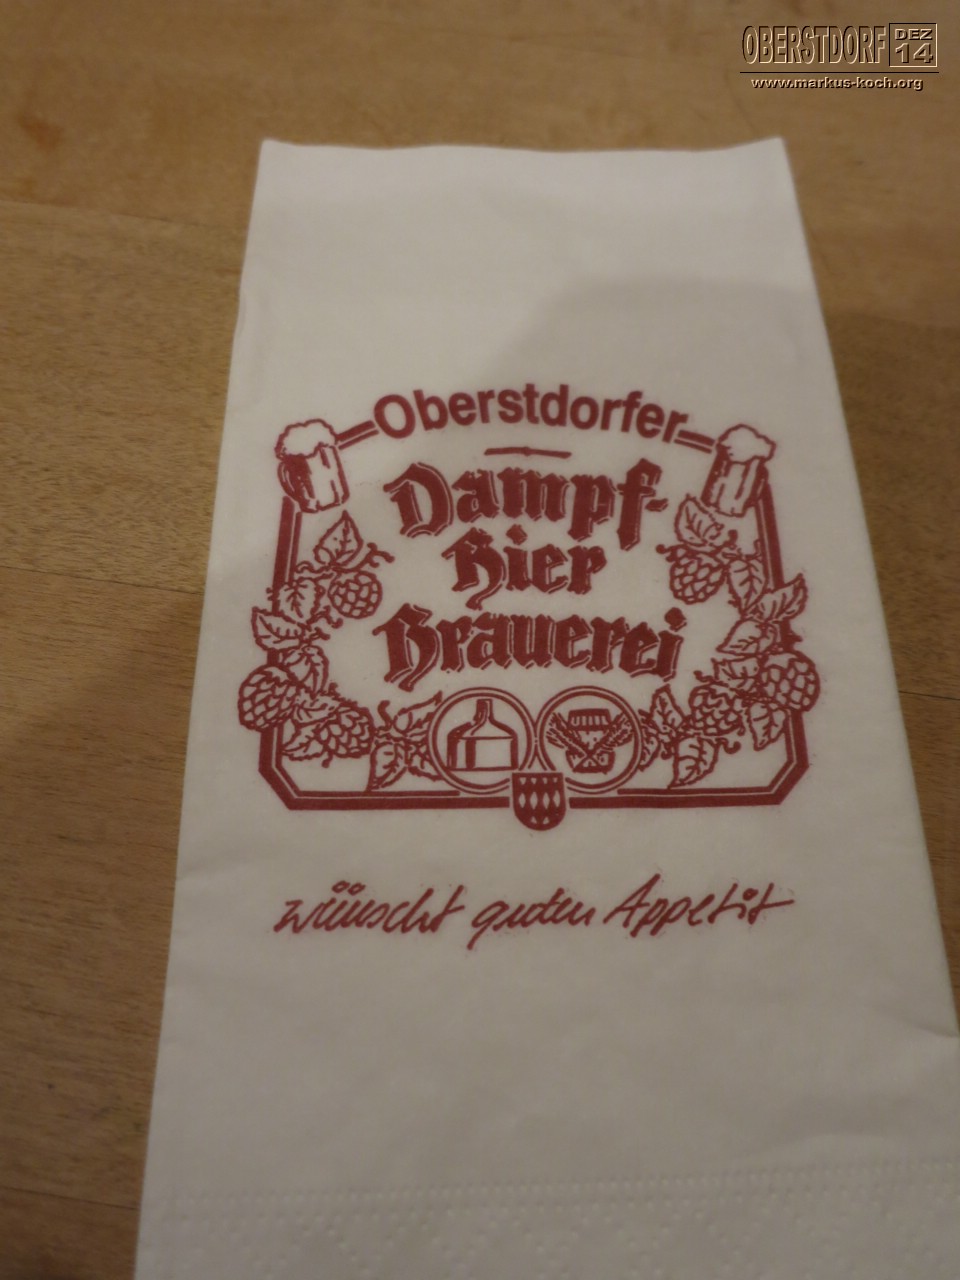 OBERSTDORF DEZ 14
www.markus-koch.org
Oberstdorfer
Dampf-
Bier
Brauerei
wünscht guten Appetit